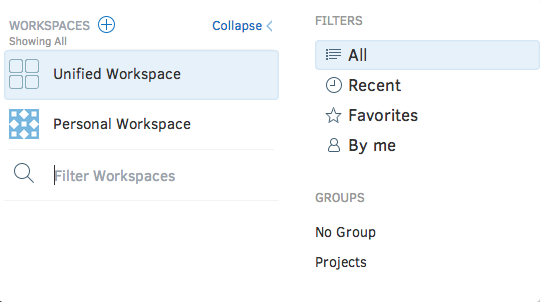 WORKSPACES
Collapse
Showing All
Unified Workspace
Personal Workspace
Filter Workspaces
FILTERS
All
Recent
Favorites
By me
GROUPS
No Group
Projects